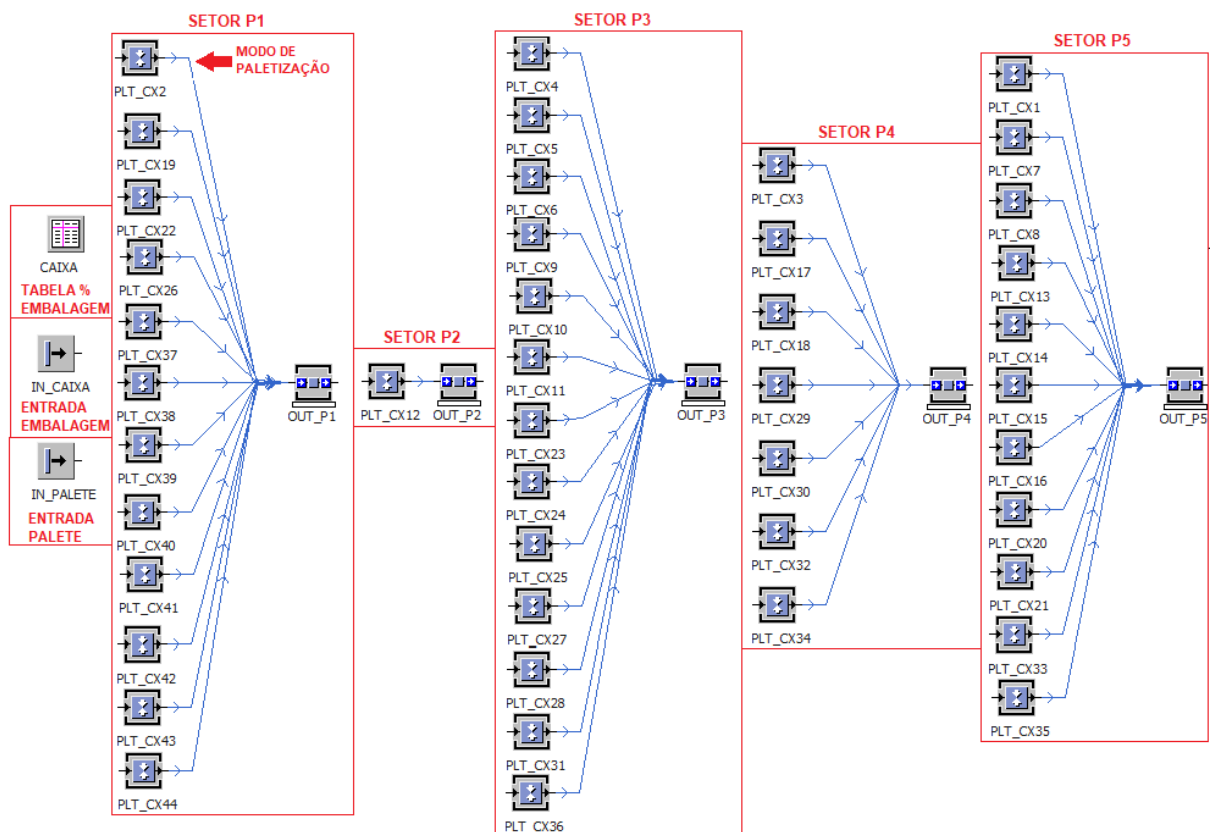 SETOR P1
MODO DE
PALETIZAÇÃO
PLT_CX2
PLT_CX19
PLT_CX22
PLT_CX26
PLT_CX37
PLT_CX38
PLT_CX39
PLT_CX40
PLT_CX41
PLT_CX42
PLT_CX43
PLT_CX44
OUT_P1
CAIXA
TABELA %
EMBALAGEM
IN_CAIXA
ENTRADA
EMBALAGEM
IN_PALETE
ENTRADA
PALETE
SETOR P2
PLT_CX12
OUT_P2
SETOR P3
PLT_CX4
PLT_CX5
PLT_CX6
PLT_CX9
PLT_CX10
PLT_CX11
PLT_CX23
PLT_CX24
PLT_CX25
PLT_CX27
PLT_CX28
PLT_CX31
PLT_CX36
OUT_P3
SETOR P4
PLT_CX3
PLT_CX17
PLT_CX18
PLT_CX29
PLT_CX30
PLT_CX32
PLT_CX34
OUT_P4
SETOR P5
PLT_CX1
PLT_CX7
PLT_CX8
PLT_CX13
PLT_CX14
PLT_CX15
PLT_CX16
PLT_CX20
PLT_CX21
PLT_CX33
PLT_CX35
OUT_P5